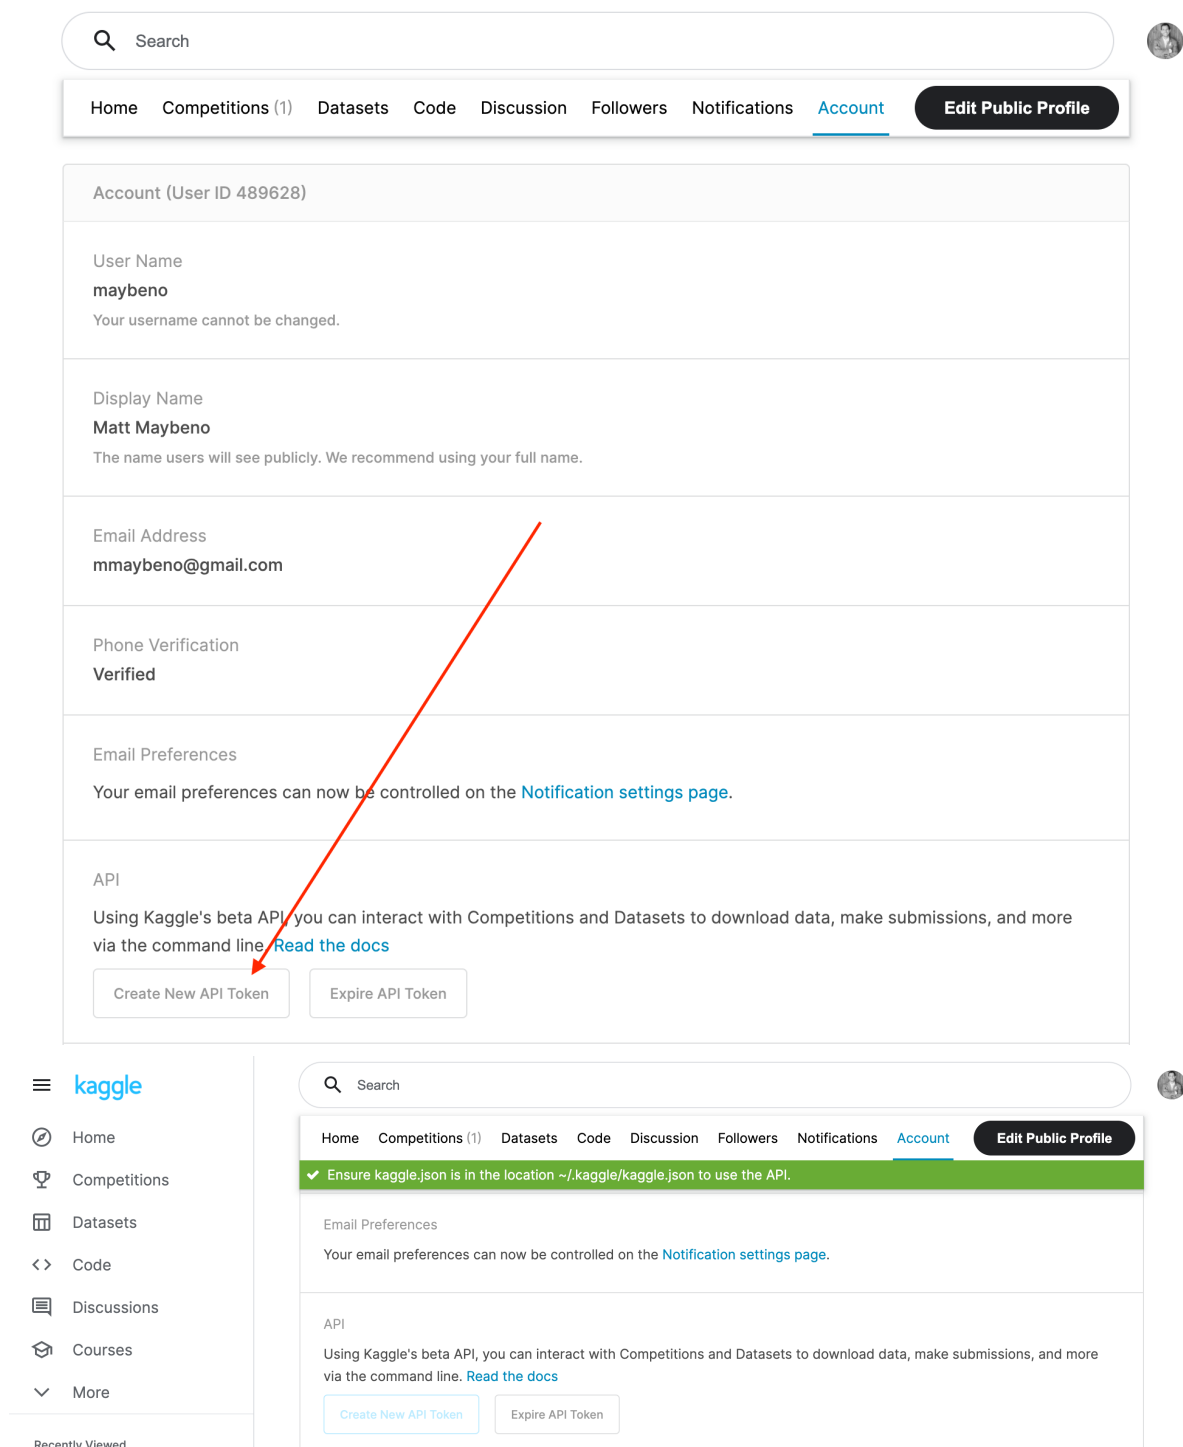 Search
Home Competitions (1) Datasets Code Discussion Followers Notifications Account Edit Public Profile
Account (User ID 489628)
User Name
maybeno
Your username cannot be changed.
Display Name
Matt Maybeno
The name users will see publicly. We recommend using your full name.
Email Address
mmaybeno@gmail.com
Phone Verification
Verified
Email Preferences
Your email preferences can now be controlled on the Notification settings page.
API
Using Kaggle's beta API, you can interact with Competitions and Datasets to download data, make submissions, and more
via the command line. Read the docs
Create New API Token Expire API Token
kaggle
Home
Competitions
Datasets
Code
Discussions
Courses
More
Recently Viewed
Search
Home Competitions (1) Datasets Code Discussion Followers Notifications Account Edit Public Profile
Ensure kaggle.json is in the location ~/.kaggle/kaggle.json to use the API.
Email Preferences
Your email preferences can now be controlled on the Notification settings page.
API
Using Kaggle's beta API, you can interact with Competitions and Datasets to download data, make submissions, and more
via the command line. Read the docs
Create New API Token Expire API Token